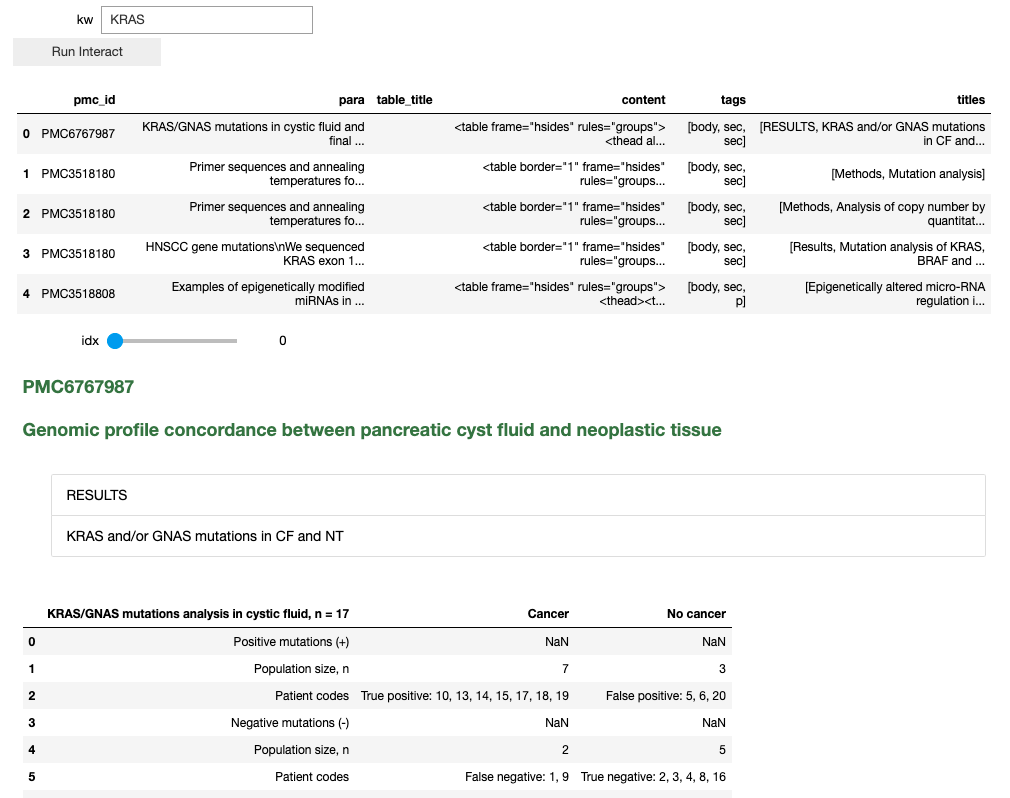 kw KRAS
Run Interact
pmc_id para table_title content tags titles
0 PMC6767987 KRAS/GNAS mutations in cystic fluid and final ... <table frame="hsides" rules="groups"> <thead al... [body, sec, sec] [RESULTS, KRAS and/or GNAS mutations in CF and...
1 PMC3518180 Primer sequences and annealing temperatures fo... <table border="1" frame="hsides" rules="groups... [body, sec, sec] [Methods, Mutation analysis]
2 PMC3518180 Primer sequences and annealing temperatures fo... <table border="1" frame="hsides" rules="groups... [body, sec, sec] [Methods, Analysis of copy number by quantitat...
3 PMC3518180 HNSCC gene mutations\nWe sequenced KRAS exon 1... <table border="1" frame="hsides" rules="groups... [body, sec, sec] [Results, Mutation analysis of KRAS, BRAF and ...
4 PMC3518808 Examples of epigenetically modified miRNAs in ... <table frame="hsides" rules="groups"> <thead><t... [body, sec, p] [Epigenetically altered micro-RNA regulation i...
idx 0
PMC6767987
Genomic profile concordance between pancreatic cyst fluid and neoplastic tissue
RESULTS
KRAS and/or GNAS mutations in CF and NT
KRAS/GNAS mutations analysis in cystic fluid, n = 17 Cancer No cancer
0 Positive mutations (+) NaN NaN
1 Population size, n 7 3
2 Patient codes True positive: 10, 13, 14, 15, 17, 18, 19 False positive: 5, 6, 20
3 Negative mutations (-) NaN NaN
4 Population size, n 2 5
5 Patient codes False negative: 1, 9 True negative: 2, 3, 4, 8, 16